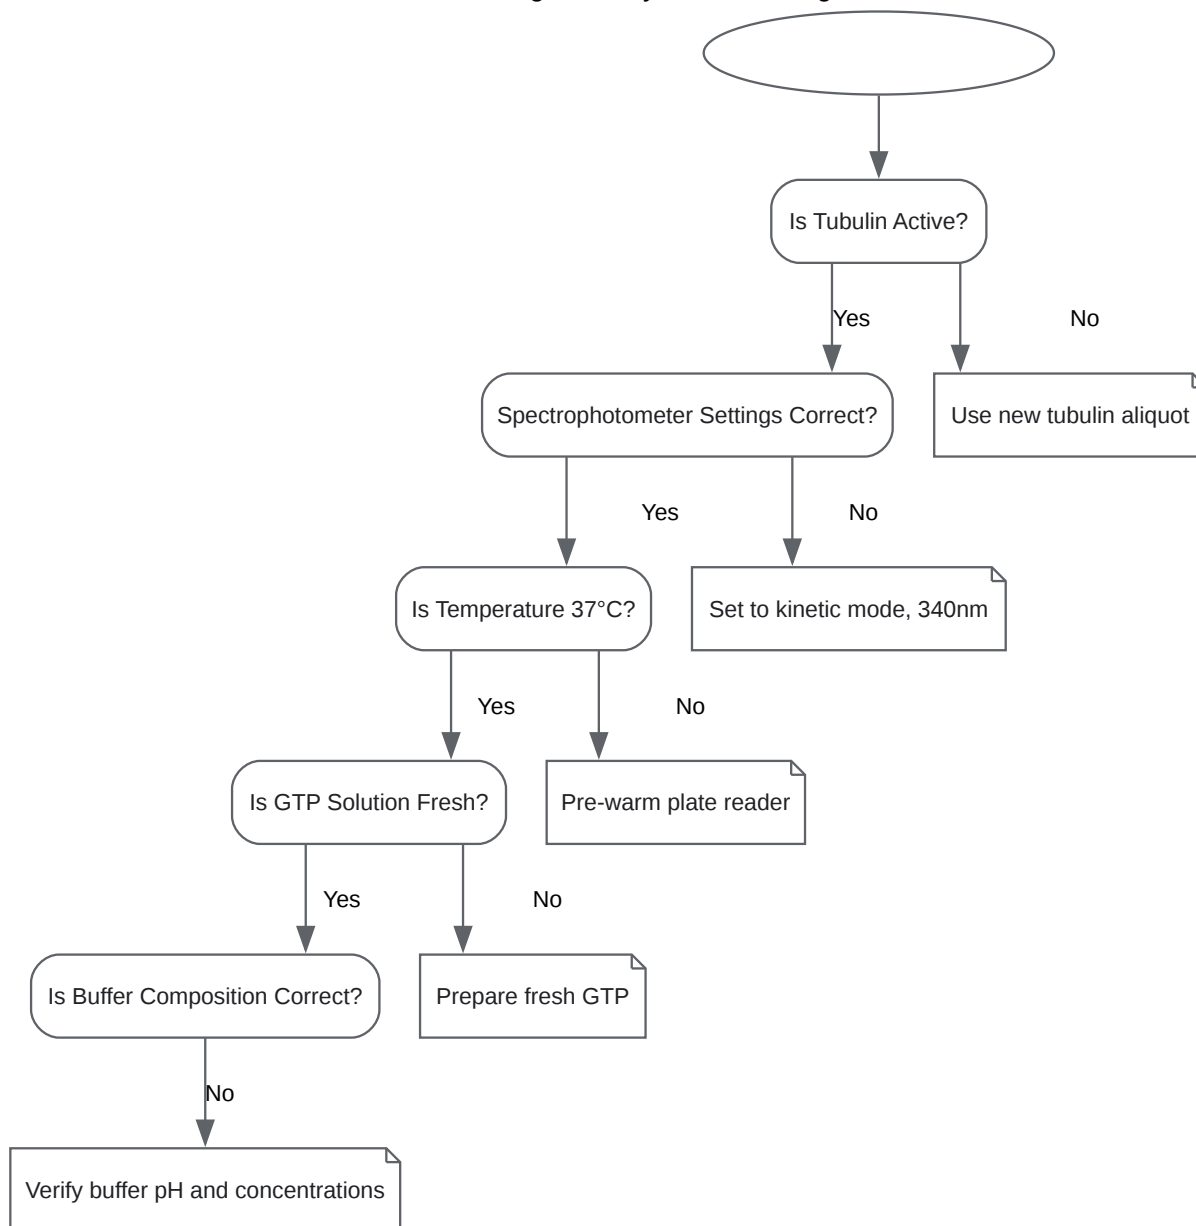 Is Tubulin Active?
Yes
No
Spectrophotometer Settings Correct?
Use new tubulin aliquot
Yes
No
Is Temperature 37°C?
Set to kinetic mode, 340nm
Yes
No
Is GTP Solution Fresh?
Pre-warm plate reader
Yes
No
Is Buffer Composition Correct?
Prepare fresh GTP
No
Verify buffer pH and concentrations